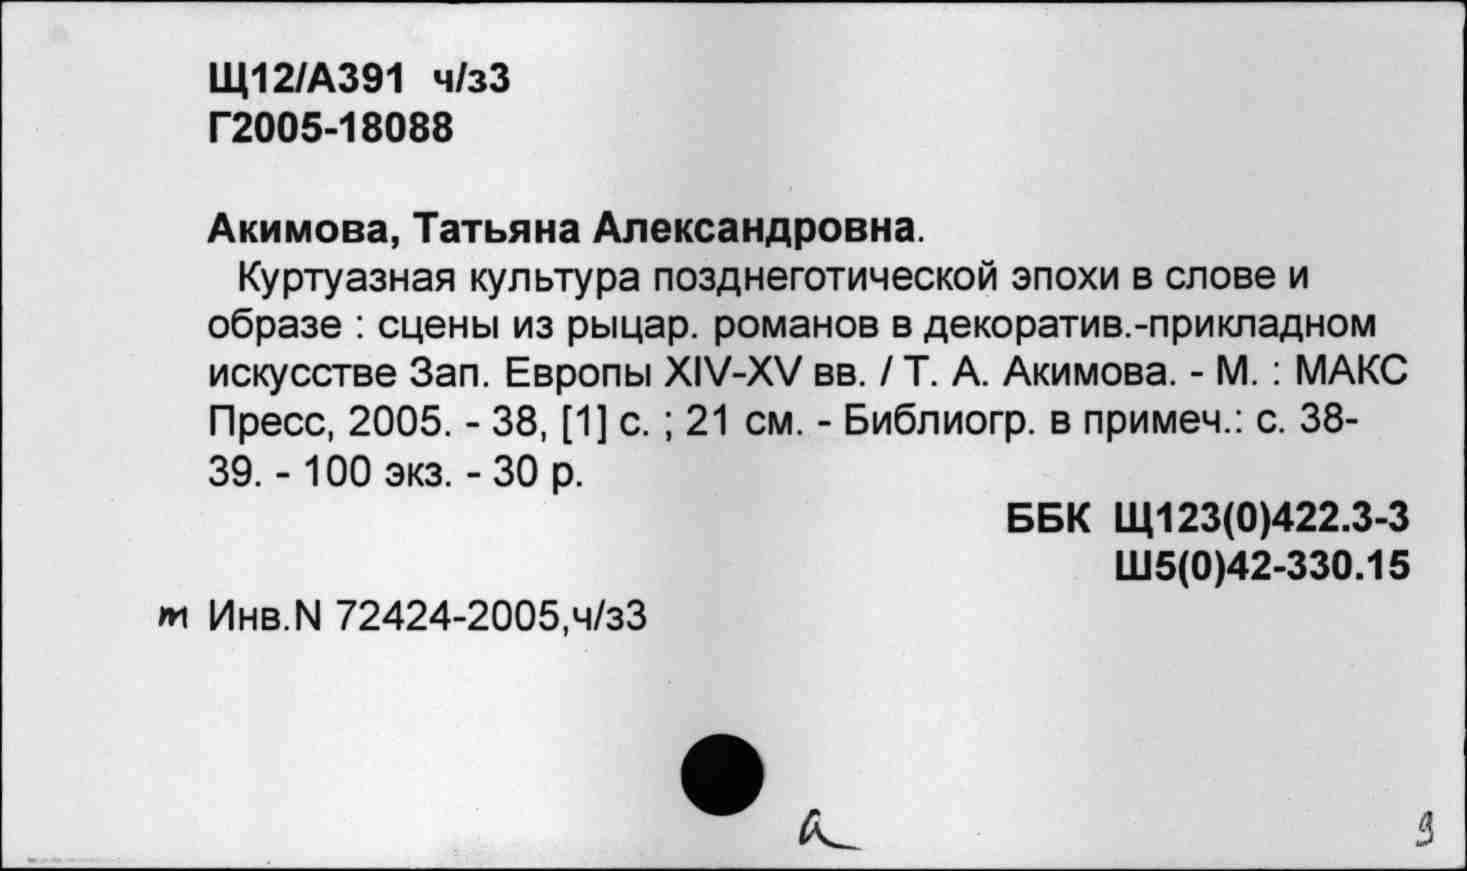 Щ12/А391 ч/з3
Г2005-18088
Акимова, Татьяна Александровна.
Куртуазная культура позднеготической эпохи в слове и
образе : сцены из рыцар. романов в декоратив.-прикладном
искусстве Зап. Европы XIV-XV вв. / Т. А. Акимова. - М. : МАКС
Пресс, 2005. - 38, [1] с. ; 21 см. - Библиогр. в примеч.: с. 38-
39. - 100 экз. - 30 р.
ББК Щ123(0)422.3-3
Ш5(0)42-330.15
т Инв.N 72424-2005,ч/з3
а